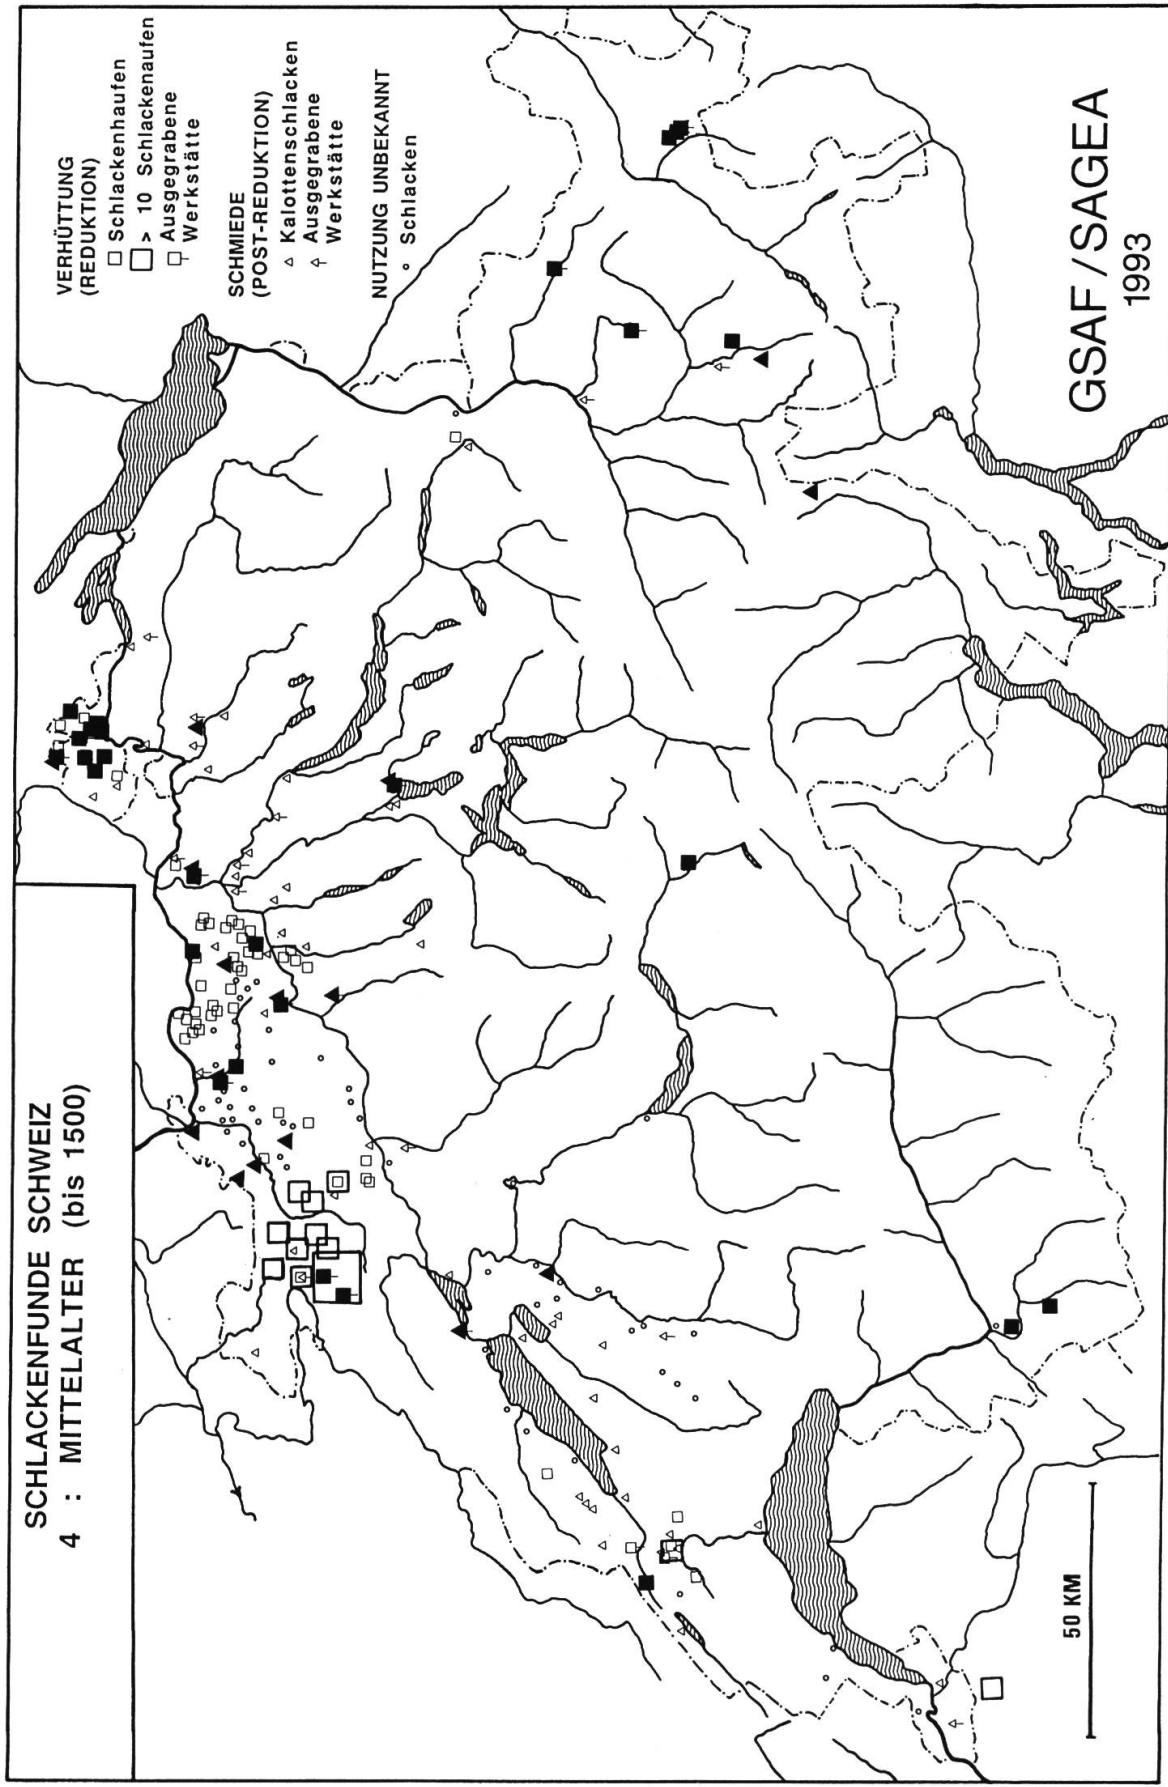 SCHLACKENFUNDE SCHWEIZ
4 : MITTELALTER (bis 1500)
VERHÜTTUNG
(REDUKTION)
Schlackenhaufen
> 10 Schlackenaufen
Ausgegrabene
Werkstätte
SCHMIEDE
(POST-REDUKTION)
Kalottenschlacken
Ausgegrabene
Werkstätte
NUTZUNG UNBEKANNT
Schlacken
50 KM
GSAF/SAGEA
1993